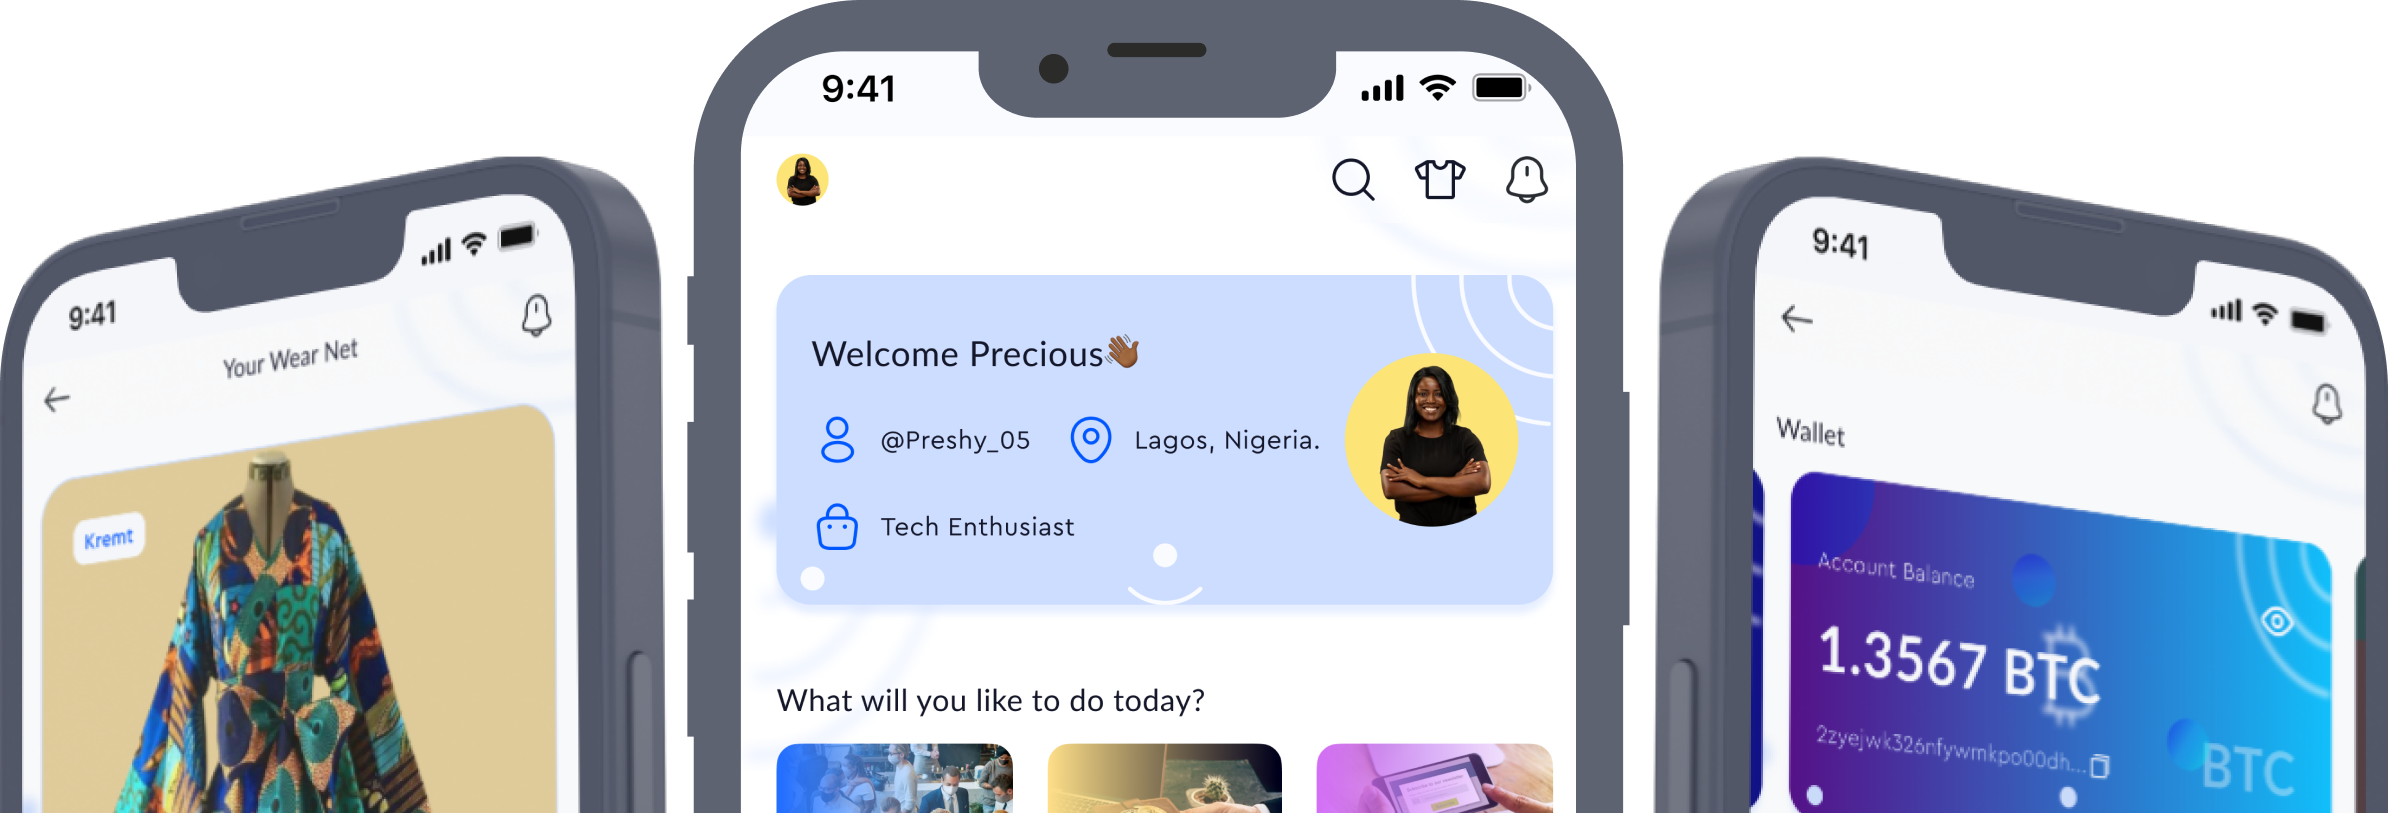 9:41
Your Wear Net
Kremt
9:41
Welcome Precious👋🏾
@Preshy_05
Lagos, Nigeria.
Tech Enthusiast
What will you like to do today?
9:41
Wallet
Account Balance
1.3567 BTC
2zyejwk326nfywmkpo00dh...
BTC